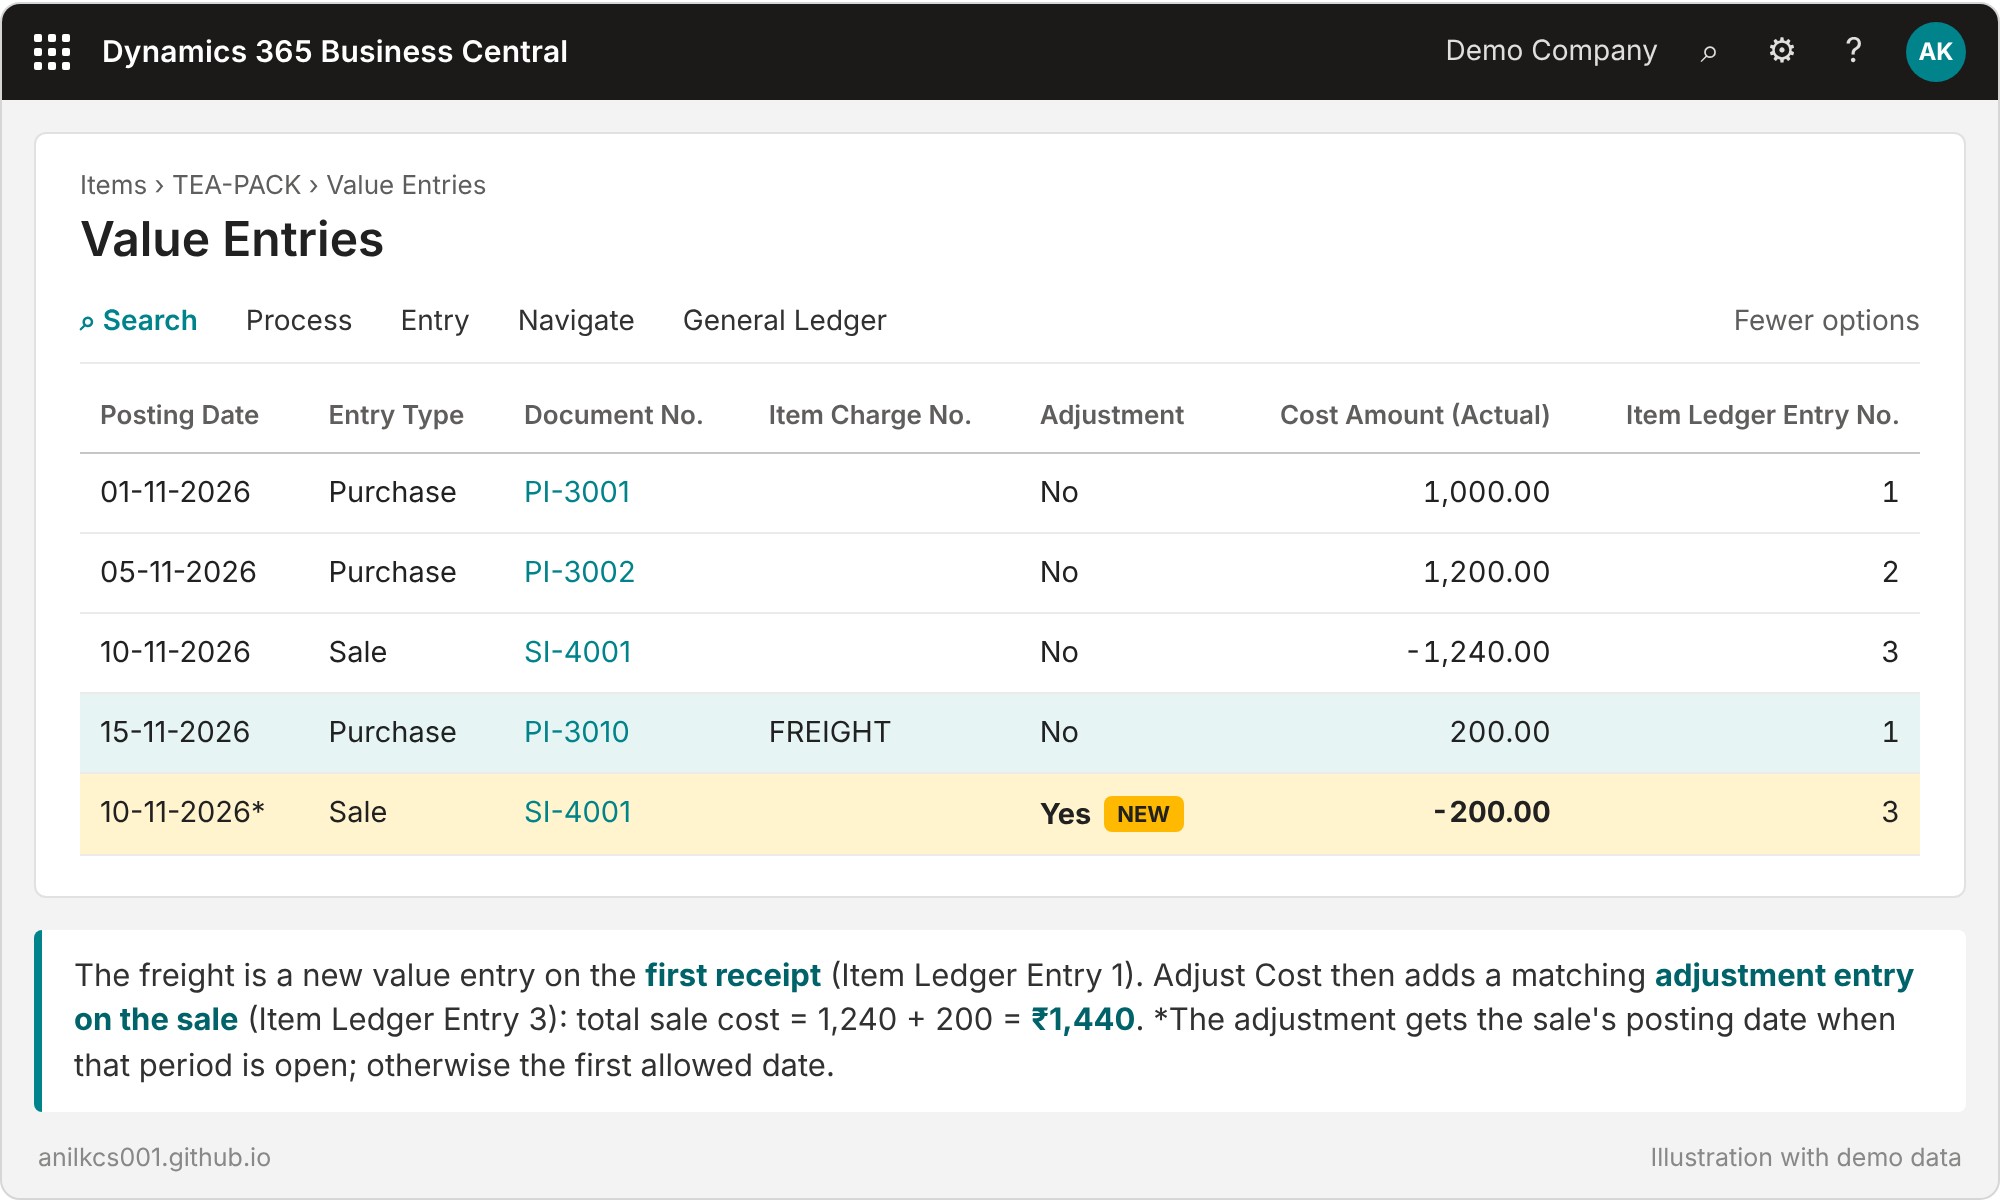 Dynamics 365 Business Central Demo Company ? AK
Items › TEA-PACK › Value Entries
Value Entries
Search Process Entry Navigate General Ledger Fewer options
Posting Date Entry Type Document No. Item Charge No. Adjustment Cost Amount (Actual) Item Ledger Entry No.
01-11-2026 Purchase PI-3001 No 1,000.00 1
05-11-2026 Purchase PI-3002 No 1,200.00 2
10-11-2026 Sale SI-4001 No -1,240.00 3
15-11-2026 Purchase PI-3010 FREIGHT No 200.00 1
10-11-2026* Sale SI-4001 Yes NEW -200.00 3
The freight is a new value entry on the first receipt (Item Ledger Entry 1). Adjust Cost then adds a matching adjustment entry
on the sale (Item Ledger Entry 3): total sale cost = 1,240 + 200 = ₹1,440. *The adjustment gets the sale's posting date when
that period is open; otherwise the first allowed date.
anilkcs001.github.io Illustration with demo data